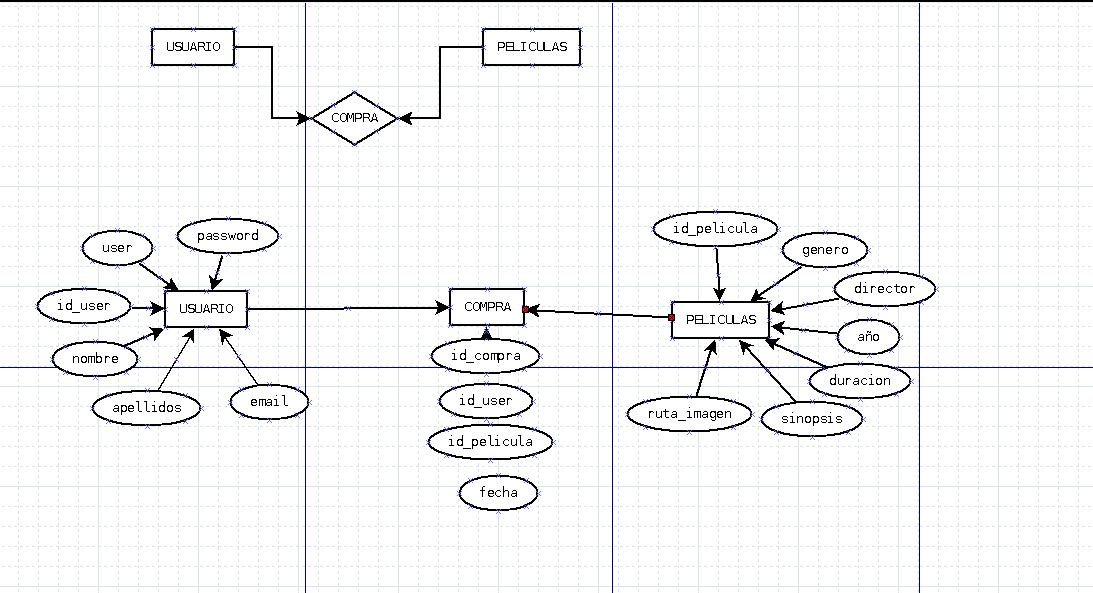 USUARIO
PELICULAS
COMPRA
user
password
id_user
USUARIO
nombre
apellidos
email
COMPRA
id_compra
id_user
id_pelicula
fecha
id_pelicula
genero
director
PELICULAS
año
duracion
ruta_imagen
sinopsis